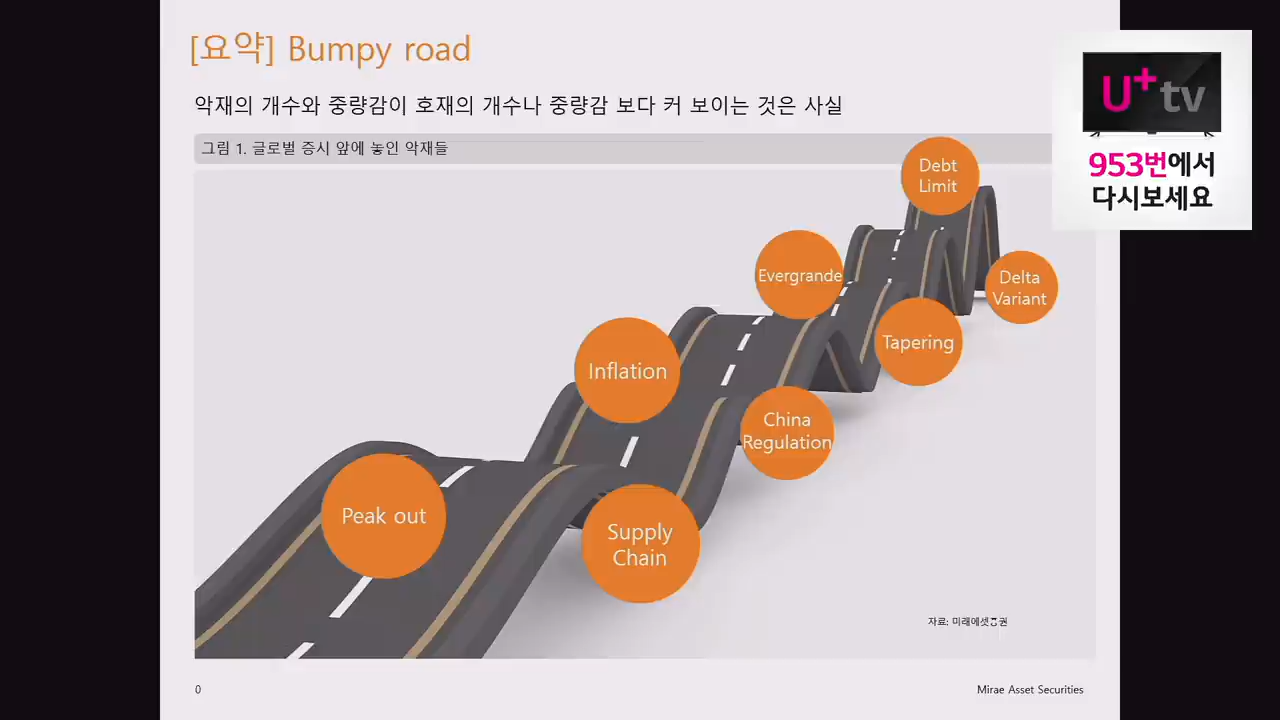 [요약] Bumpy road
악재의 개수와 중량감이 호재의 개수나 중량감 보다 커 보이는 것은 사실
그림 1. 글로벌 증시 앞에 놓인 악재들
U+ tv
953번에서
다시보세요
Debt
Limit
Evergrande
Delta
Variant
Tapering
Inflation
China
Regulation
Peak out
Supply
Chain
자료: 미래에셋증권
0
Mirae Asset Securities